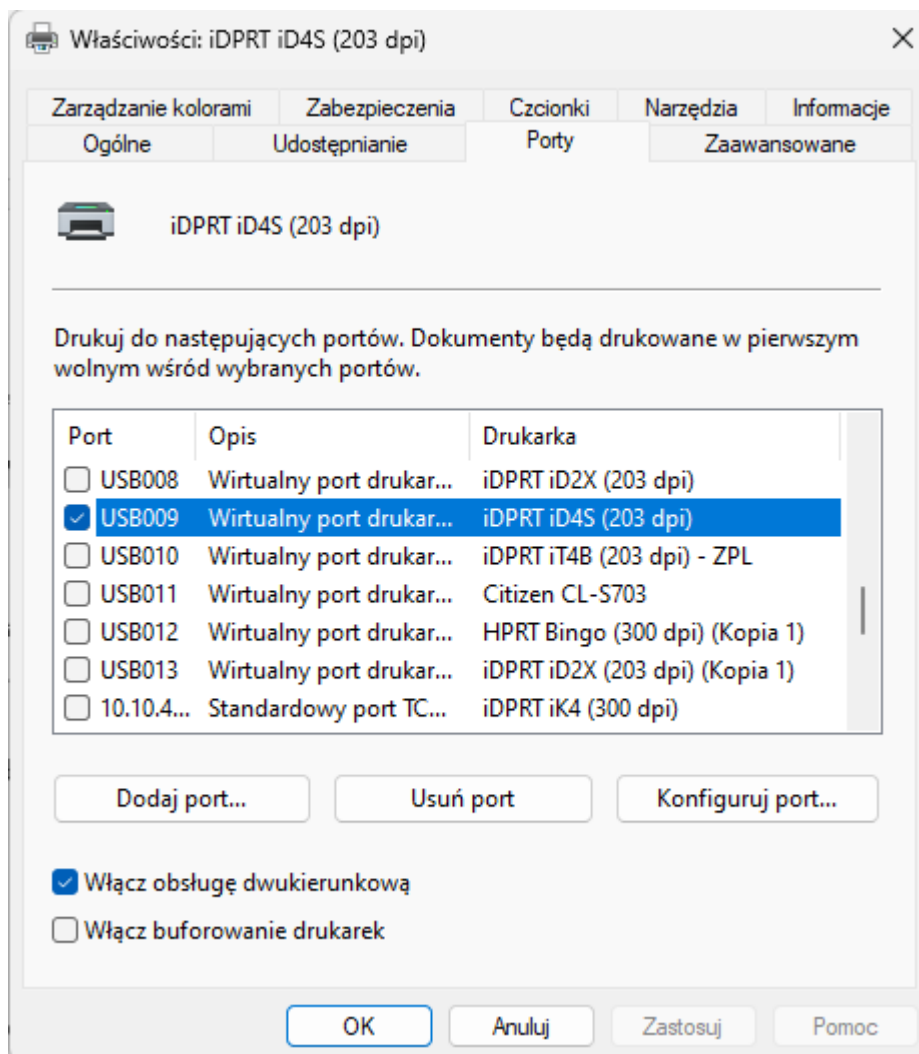 Właściwości: iDPRT iD4S (203 dpi)
Zarządzanie kolorami Zabezpieczenia Czcionki Narzędzia Informacje
Ogólne Udostępnianie Porty Zaawansowane
iDPRT iD4S (203 dpi)
Drukuj do następujących portów. Dokumenty będą drukowane w pierwszym
wolnym wśród wybranych portów.
Port Opis Drukarka
USB008 Wirtualny port drukar... iDPRT iD2X (203 dpi)
USB009 Wirtualny port drukar... iDPRT iD4S (203 dpi)
USB010 Wirtualny port drukar... iDPRT iT4B (203 dpi) - ZPL
USB011 Wirtualny port drukar... Citizen CL-S703
USB012 Wirtualny port drukar... HPRT Bingo (300 dpi) (Kopia 1)
USB013 Wirtualny port drukar... iDPRT iD2X (203 dpi) (Kopia 1)
10.10.4... Standardowy port TC... iDPRT iK4 (300 dpi)
Dodaj port... Usuń port Konfiguruj port...
Włącz obsługę dwukierunkową
Włącz buforowanie drukarek
OK Anuluj Zastosuj Pomoc